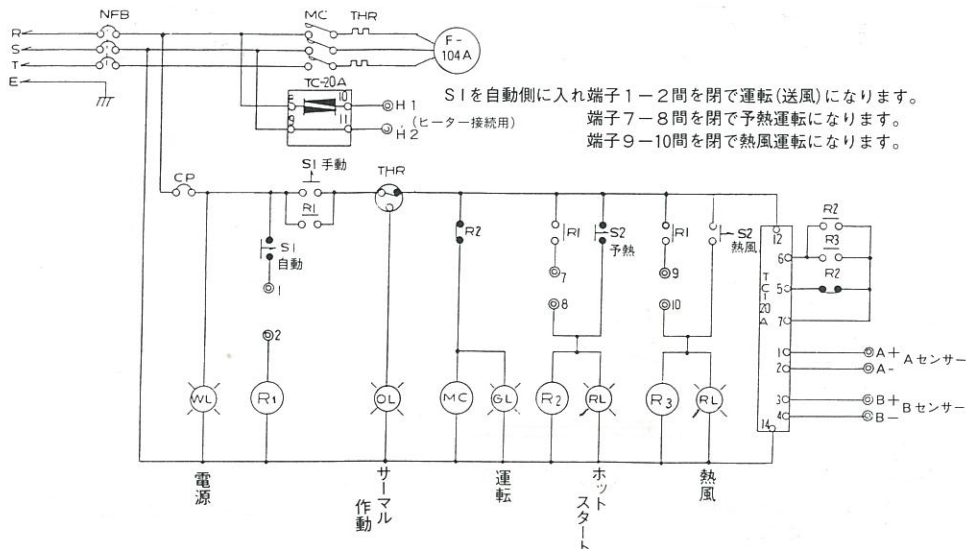 NFB
MC
THR
R
S
T
E
F-
104A
TC-20A
10
9
11
H1
H2
(ヒーター接続用)
S1を自動側に入れ端子1-2間を閉で運転(送風)になります。
端子7-8間を閉で予熱運転になります。
端子9-10間を閉で熱風運転になります。
CP
S1 手動
R1
THR
S1
自動
1
2
R2
R1
S2
予熱
7
8
R1
S2
熱風
9
10
12
6
5
7
1
2
3
4
14
TC-20A
R2
R3
R2
A+
A-
Aセンサー
B+
B-
Bセンサー
WL
R1
OL
MC
GL
R2
RL
R3
RL
電源
サーマル
作動
運転
ホット
スタート
熱風